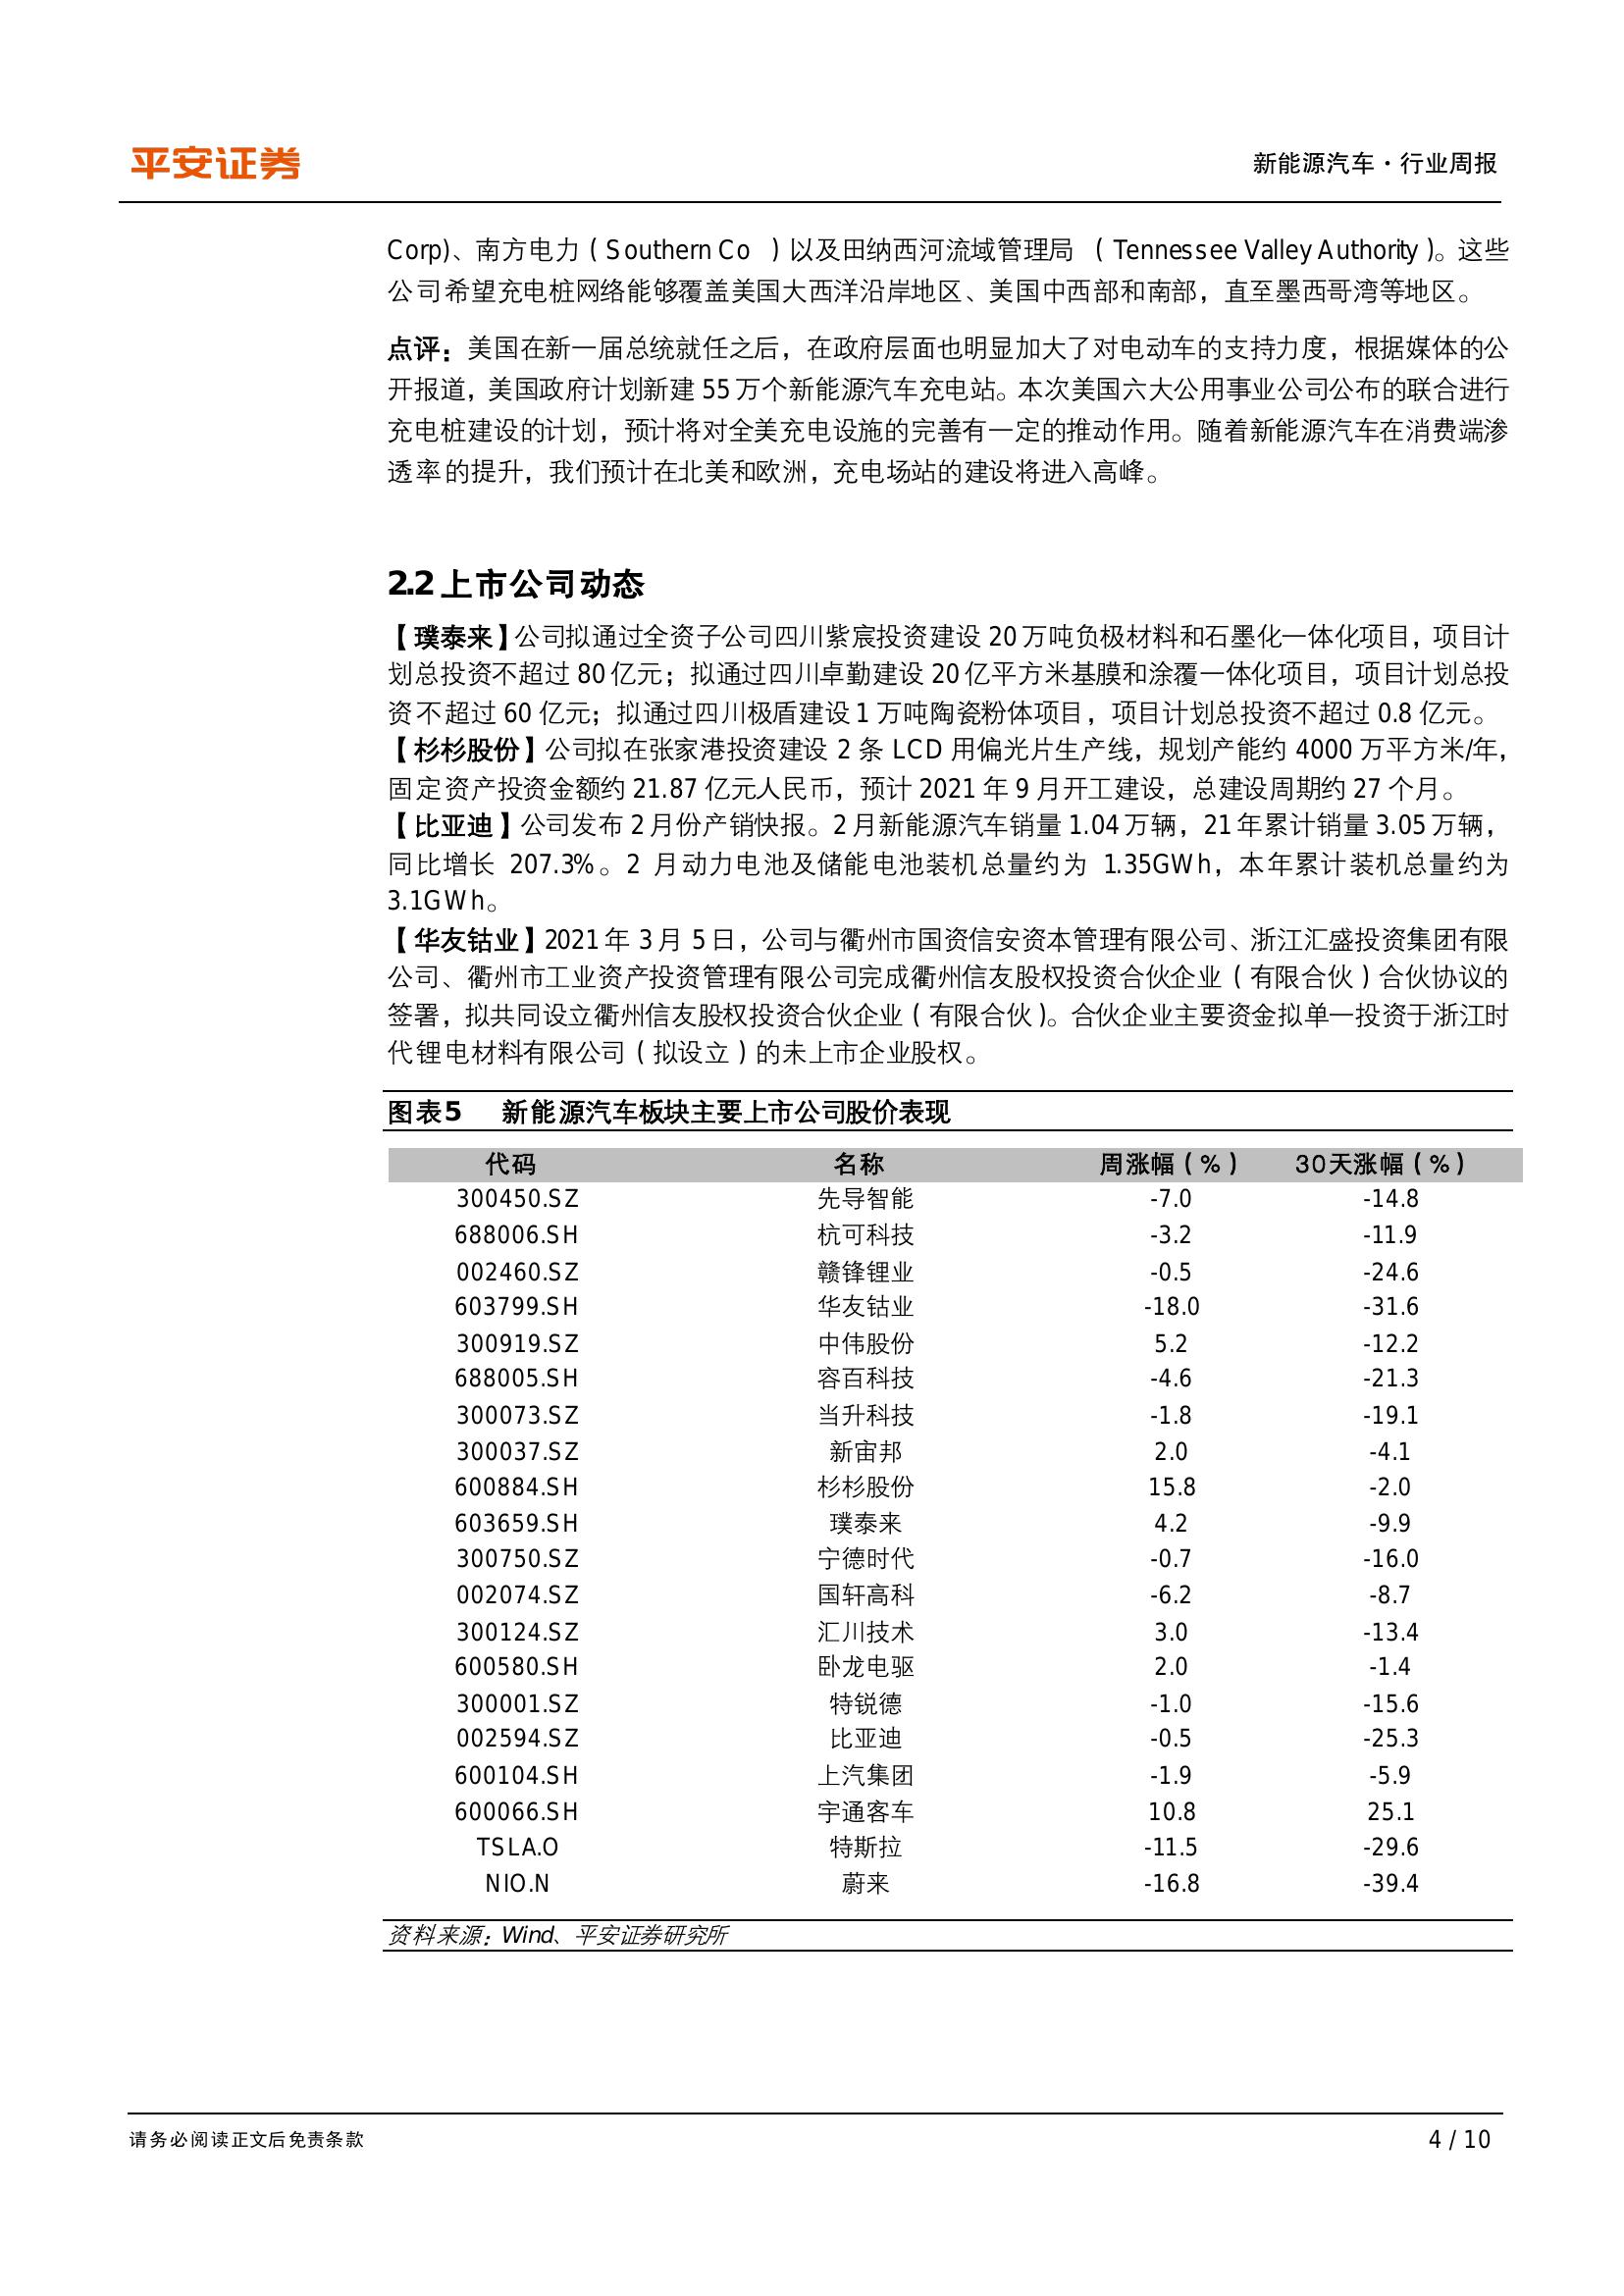 平安证券
新能源汽车·行业周报
Corp)、南方电力（Southern Co ）以及田纳西河流域管理局 （Tennessee Valley Authority）。这些
公司希望充电桩网络能够覆盖美国大西洋沿岸地区、美国中西部和南部，直至墨西哥湾等地区。
点评：美国在新一届总统就任之后，在政府层面也明显加大了对电动车的支持力度，根据媒体的公
开报道，美国政府计划新建 55 万个新能源汽车充电站。本次美国六大公用事业公司公布的联合进行
充电桩建设的计划，预计将对全美充电设施的完善有一定的推动作用。随着新能源汽车在消费端渗
透率的提升，我们预计在北美和欧洲，充电场站的建设将进入高峰。
2.2 上市公司动态
【璞泰来】公司拟通过全资子公司四川紫宸投资建设 20 万吨负极材料和石墨化一体化项目，项目计
划总投资不超过 80 亿元；拟通过四川卓勤建设 20 亿平方米基膜和涂覆一体化项目，项目计划总投
资不超过 60 亿元；拟通过四川极盾建设 1 万吨陶瓷粉体项目，项目计划总投资不超过 0.8 亿元。
【杉杉股份】公司拟在张家港投资建设 2 条 LCD 用偏光片生产线，规划产能约 4000 万平方米/年，
固定资产投资金额约 21.87 亿元人民币，预计 2021 年 9 月开工建设，总建设周期约 27 个月。
【比亚迪】公司发布 2 月份产销快报。2 月新能源汽车销量 1.04 万辆，21 年累计销量 3.05 万辆，
同比增长 207.3%。2 月动力电池及储能电池装机总量约为 1.35GWh，本年累计装机总量约为
3.1GWh。
【华友钴业】2021 年 3 月 5 日，公司与衢州市国资信安资本管理有限公司、浙江汇盛投资集团有限
公司、衢州市工业资产投资管理有限公司完成衢州信友股权投资合伙企业（有限合伙）合伙协议的
签署，拟共同设立衢州信友股权投资合伙企业（有限合伙）。合伙企业主要资金拟单一投资于浙江时
代锂电材料有限公司（拟设立）的未上市企业股权。
图表5 新能源汽车板块主要上市公司股价表现
代码 名称 周涨幅（%） 30天涨幅（%）
300450.SZ 先导智能 -7.0 -14.8
688006.SH 杭可科技 -3.2 -11.9
002460.SZ 赣锋锂业 -0.5 -24.6
603799.SH 华友钴业 -18.0 -31.6
300919.SZ 中伟股份 5.2 -12.2
688005.SH 容百科技 -4.6 -21.3
300073.SZ 当升科技 -1.8 -19.1
300037.SZ 新宙邦 2.0 -4.1
600884.SH 杉杉股份 15.8 -2.0
603659.SH 璞泰来 4.2 -9.9
300750.SZ 宁德时代 -0.7 -16.0
002074.SZ 国轩高科 -6.2 -8.7
300124.SZ 汇川技术 3.0 -13.4
600580.SH 卧龙电驱 2.0 -1.4
300001.SZ 特锐德 -1.0 -15.6
002594.SZ 比亚迪 -0.5 -25.3
600104.SH 上汽集团 -1.9 -5.9
600066.SH 宇通客车 10.8 25.1
TSLA.O 特斯拉 -11.5 -29.6
NIO.N 蔚来 -16.8 -39.4
资料来源：Wind、平安证券研究所
请务必阅读正文后免责条款
4 / 10